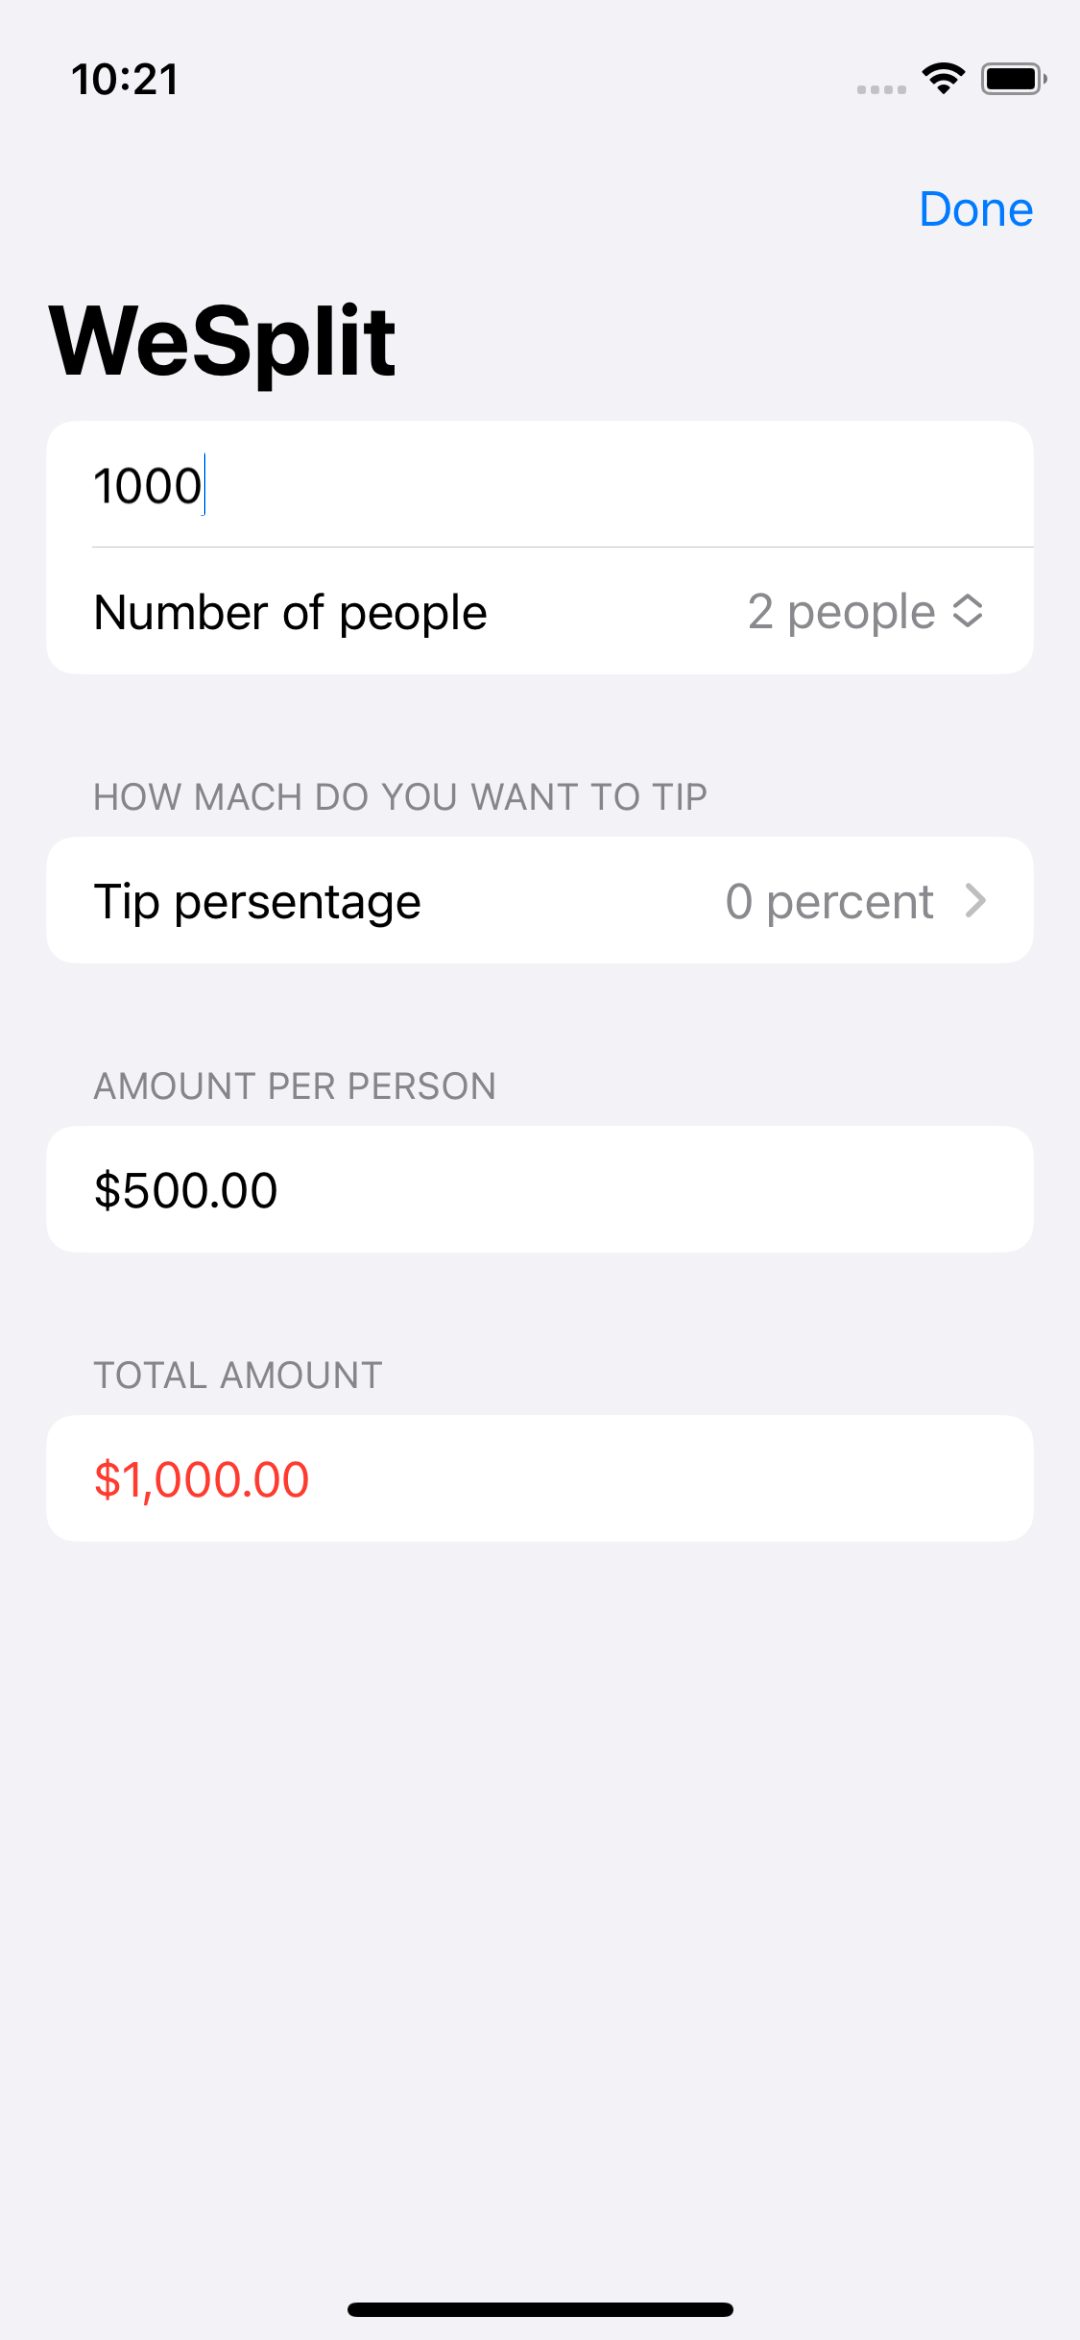 10:21
Done
WeSplit
1000
Number of people 2 people
HOW MACH DO YOU WANT TO TIP
Tip persentage 0 percent
AMOUNT PER PERSON
$500.00
TOTAL AMOUNT
$1,000.00